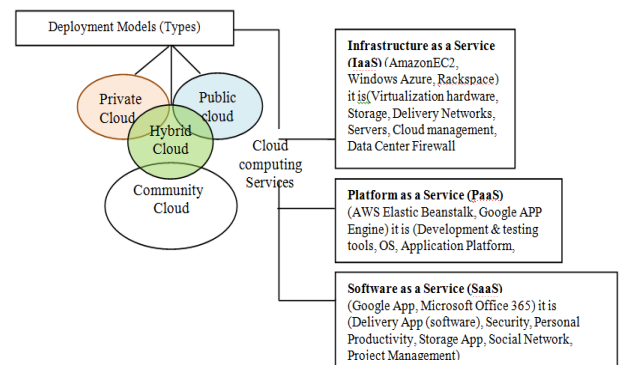 Deployment Models (Types)
Private
Cloud
Public
cloud
Hybrid
Cloud
Community
Cloud
Cloud
computing
Services
Infrastructure as a Service
(IaaS) (AmazonEC2,
Windows Azure, Rackspace)
it is(Virtualization hardware,
Storage, Delivery Networks,
Servers, Cloud management,
Data Center Firewall
Platform as a Service (PaaS)
(AWS Elastic Beanstalk, Google APP
Engine) it is (Development & testing
tools, OS, Application Platform,
Software as a Service (SaaS)
(Google App, Microsoft Office 365) it is
(Delivery App (software), Security, Personal
Productivity, Storage App, Social Network,
Project Management)